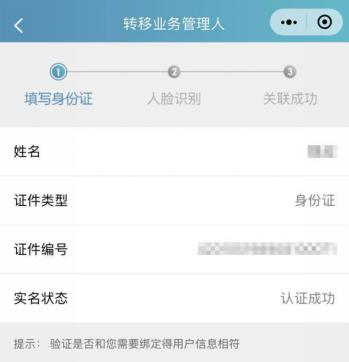 转移业务管理人
1 2 3
填写身份证 人脸识别 关联成功
姓名
证件类型 身份证
证件编号
实名状态 认证成功
提示： 验证是否和您需要绑定得用户信息相符